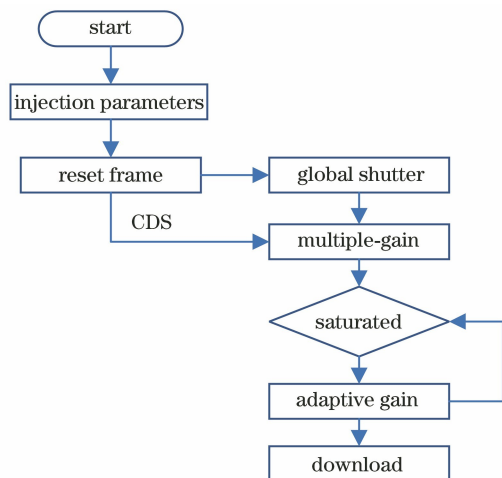 start
injection parameters
reset frame
global shutter
CDS
multiple-gain
saturated
adaptive gain
download